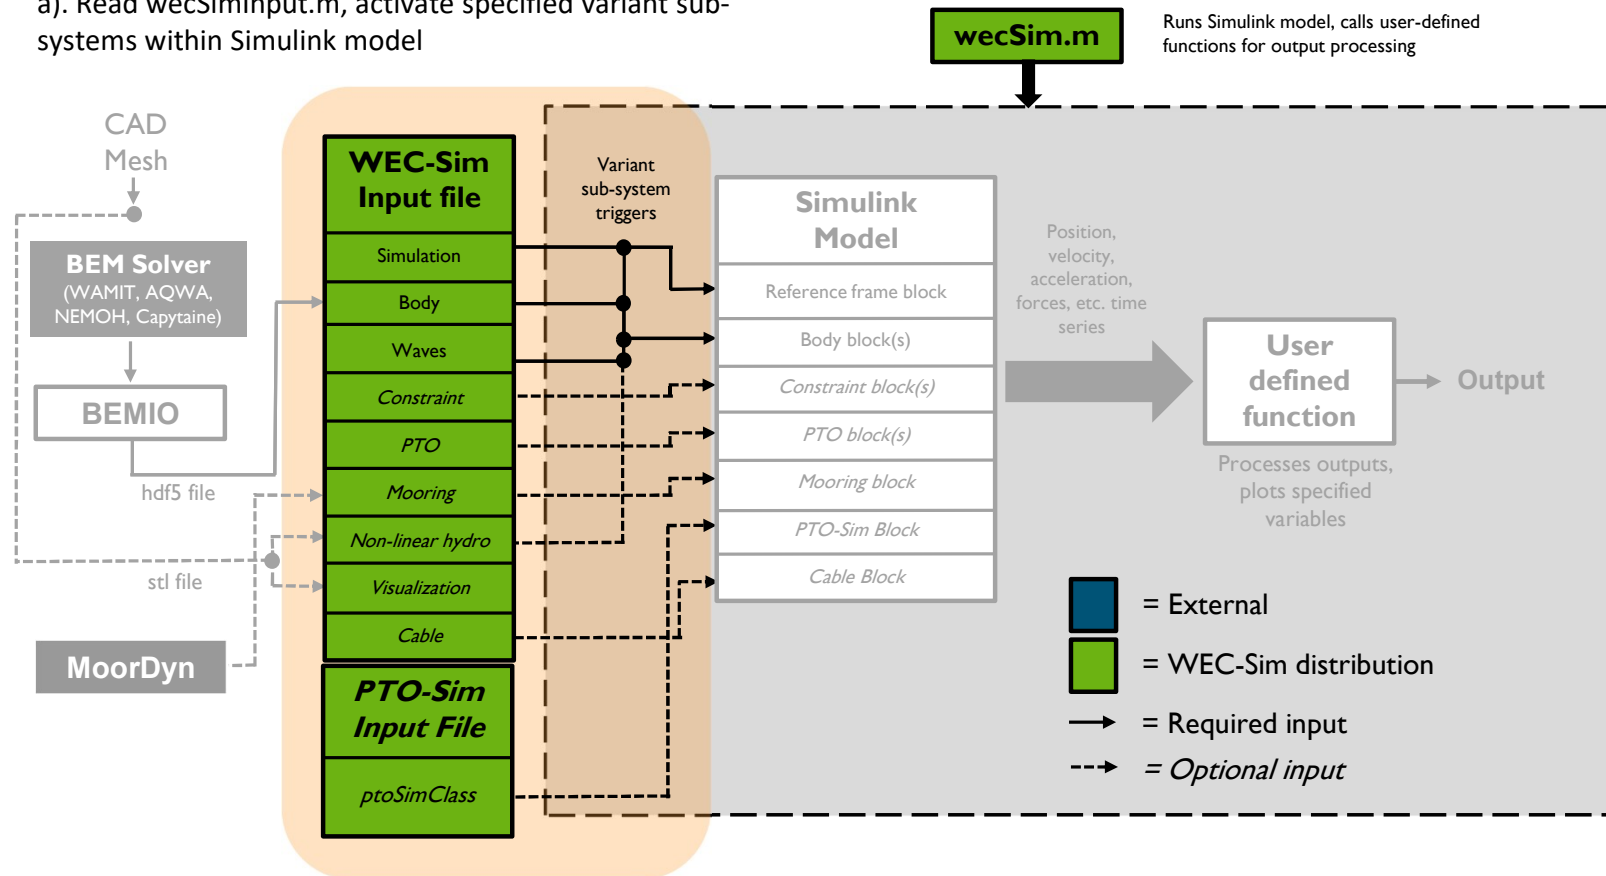 a). Read wecSimInput.m, activate specified variant sub-
systems within Simulink model
wecSim.m
Runs Simulink model, calls user-defined
functions for output processing
CAD
Mesh
BEM Solver
(WAMIT, AQWA,
NEMOH, Capytaine)
BEMIO
hdf5 file
stl file
MoorDyn
WEC-Sim
Input file
Simulation
Body
Waves
Constraint
PTO
Mooring
Non-linear hydro
Visualization
Cable
PTO-Sim
Input File
ptoSimClass
Variant
sub-system
triggers
Simulink
Model
Reference frame block
Body block(s)
Constraint block(s)
PTO block(s)
Mooring block
PTO-Sim Block
Cable Block
Position,
velocity,
acceleration,
forces, etc. time
series
User
defined
function
Output
Processes outputs,
plots specified
variables
= External
= WEC-Sim distribution
= Required input
= Optional input